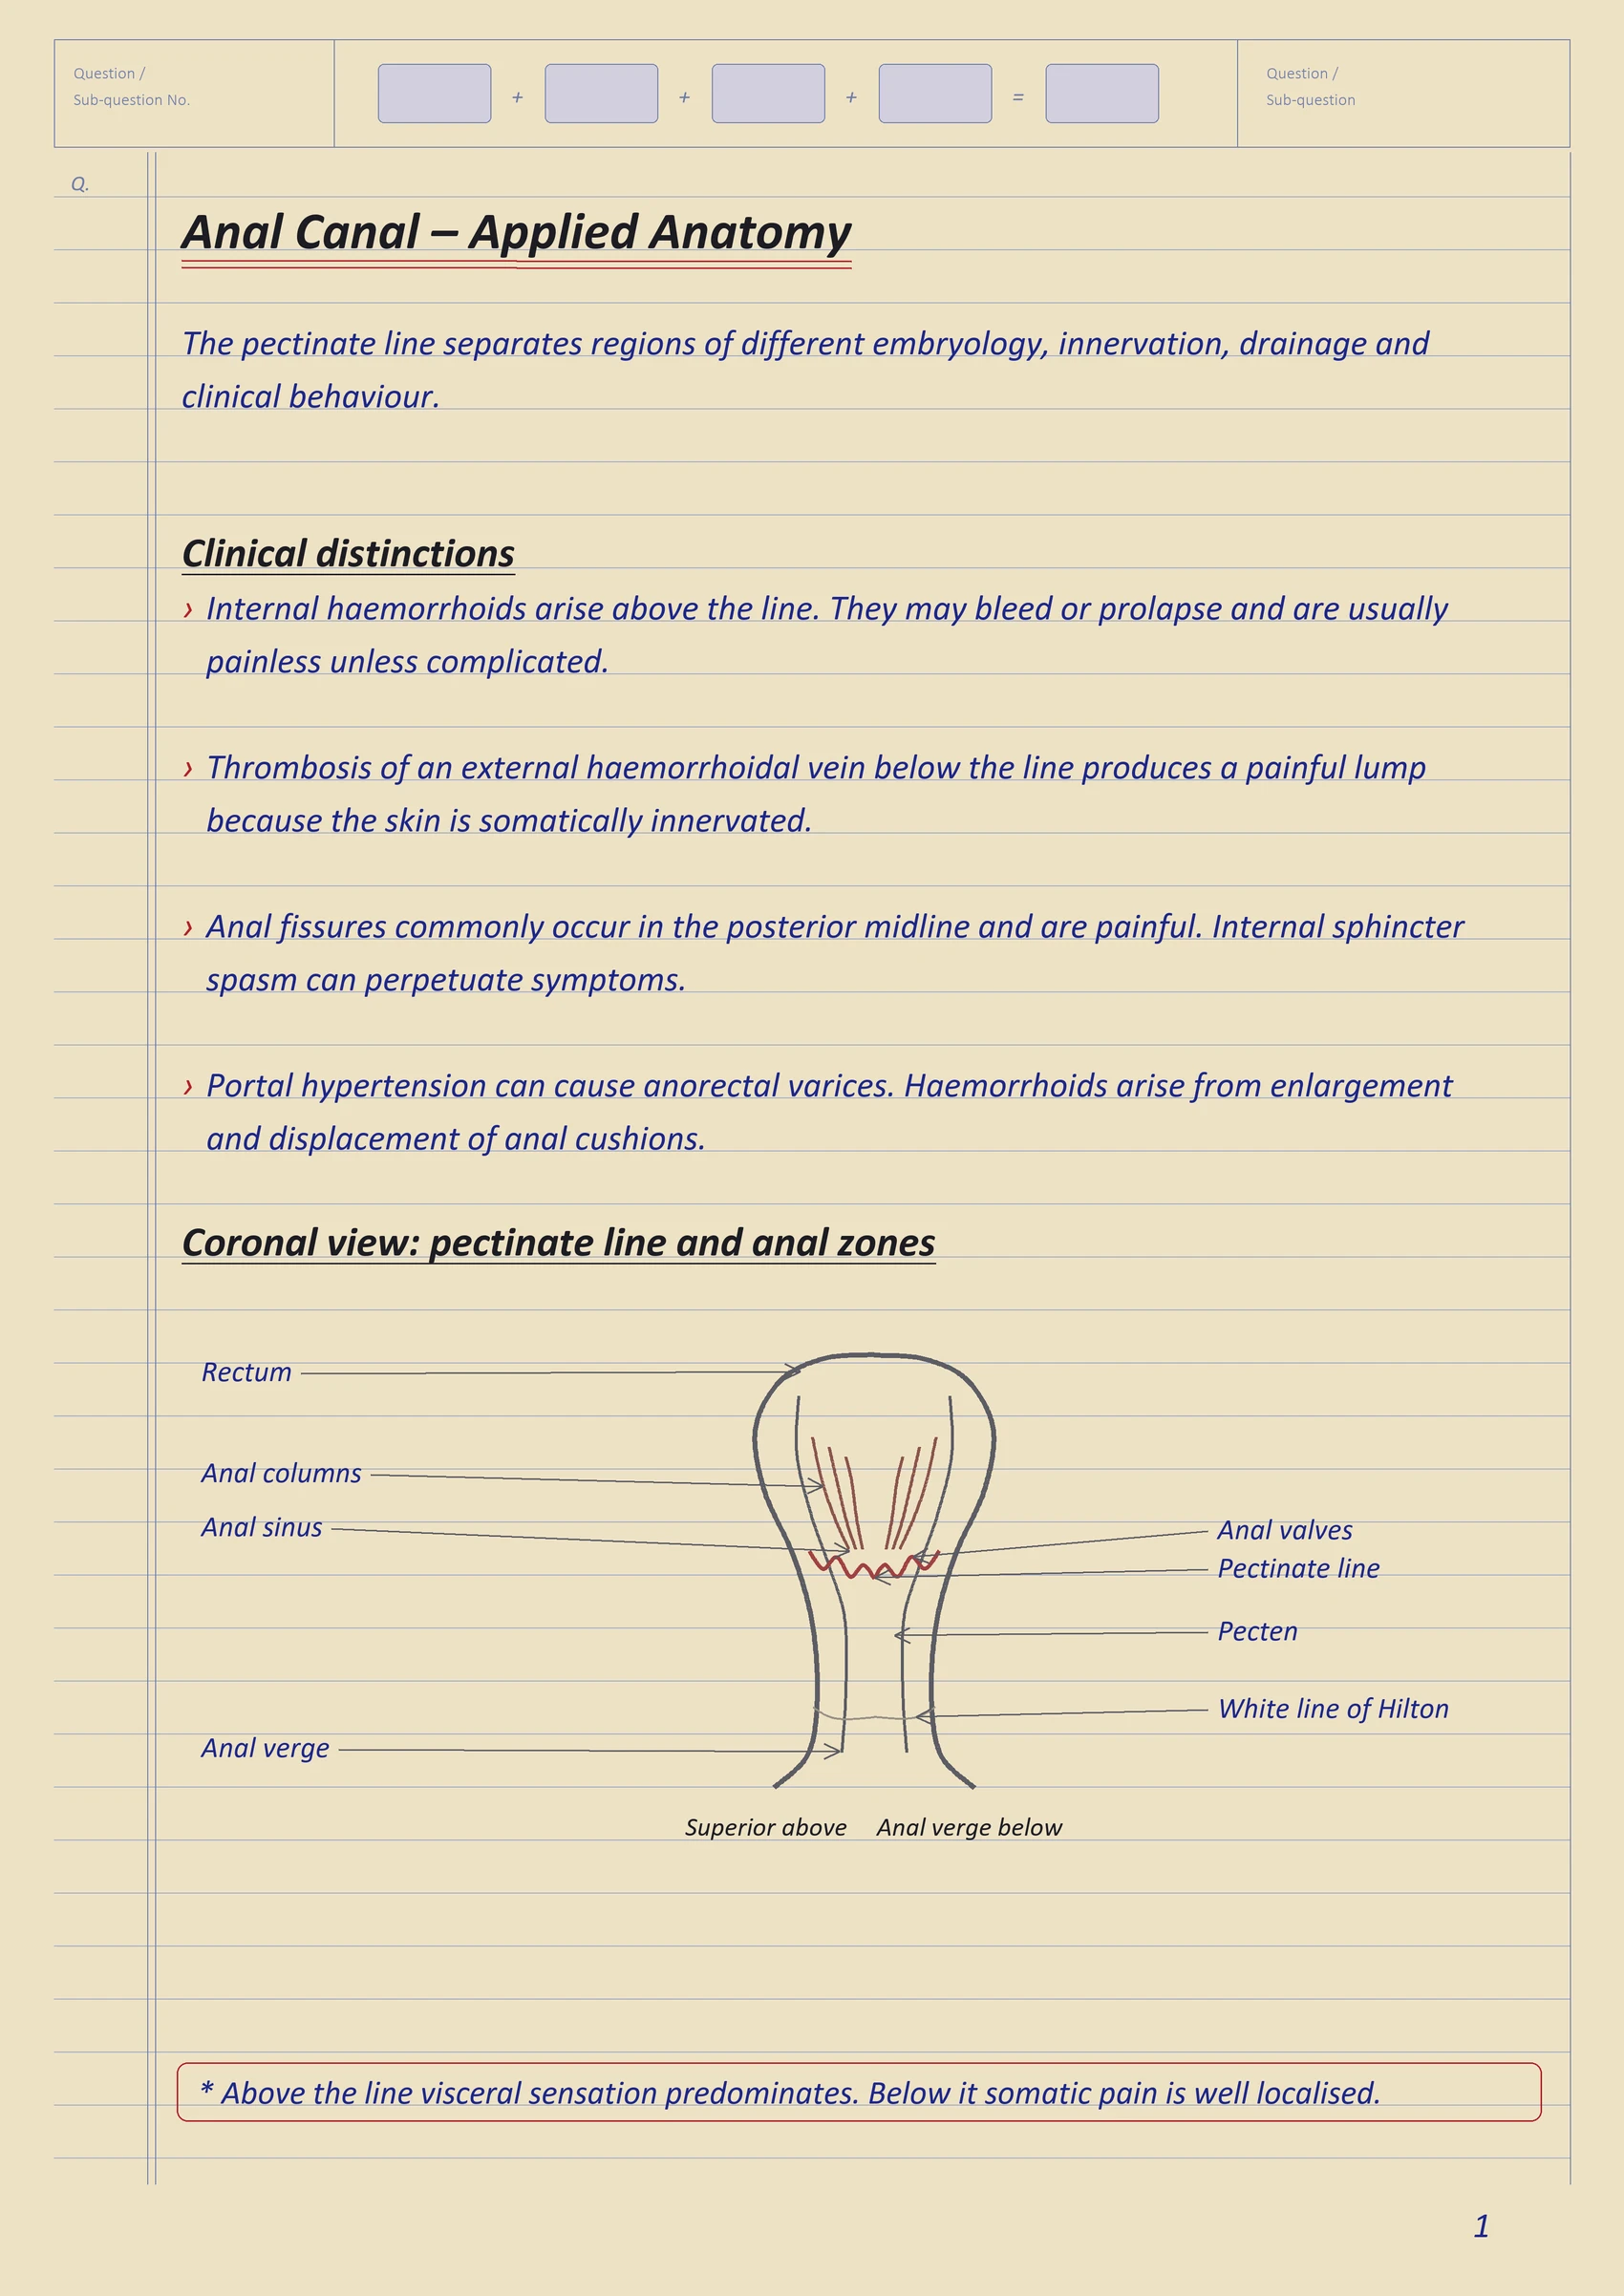 Question /
Sub-question No.
+ + + =
Question /
Sub-question
Q.
Anal Canal – Applied Anatomy
The pectinate line separates regions of different embryology, innervation, drainage and
clinical behaviour.
Clinical distinctions
› Internal haemorrhoids arise above the line. They may bleed or prolapse and are usually
painless unless complicated.
› Thrombosis of an external haemorrhoidal vein below the line produces a painful lump
because the skin is somatically innervated.
› Anal fissures commonly occur in the posterior midline and are painful. Internal sphincter
spasm can perpetuate symptoms.
› Portal hypertension can cause anorectal varices. Haemorrhoids arise from enlargement
and displacement of anal cushions.
Coronal view: pectinate line and anal zones
Rectum
Anal columns
Anal sinus
Anal valves
Pectinate line
Pecten
White line of Hilton
Anal verge
Superior above Anal verge below
* Above the line visceral sensation predominates. Below it somatic pain is well localised.
1